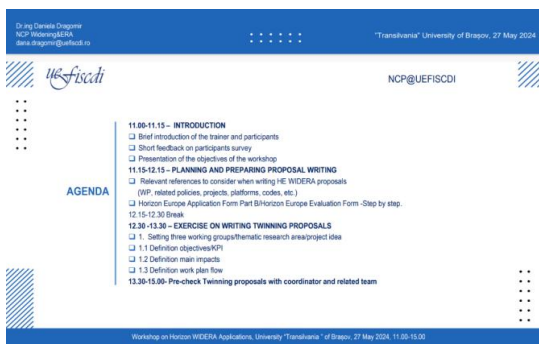 Dr.ing Daniela Dragomir
NCP Widening&ERA
dana.dragomir@uefiscdi.ro
"Transilvania" University of Brașov, 27 May 2024
uefiscdi
NCP@UEFISCDI
AGENDA
11.00-11.15 – INTRODUCTION
❑ Brief introduction of the trainer and participants
❑ Short feedback on participants survey
❑ Presentation of the objectives of the workshop
11.15-12.15 – PLANNING AND PREPARING PROPOSAL WRITING
❑ Relevant references to consider when writing HE WIDERA proposals
(WP, related policies, projects, platforms, codes, etc.)
❑ Horizon Europe Application Form Part B/Horizon Europe Evaluation Form -Step by step.
12.15-12.30 Break
12.30 -13.30 – EXERCISE ON WRITING TWINNING PROPOSALS
❑ 1. Setting three working groups/thematic research area/project idea
❑ 1.1 Definition objectives/KPI
❑ 1.2 Definition main impacts
❑ 1.3 Definition work plan flow
13.30-15.00- Pre-check Twinning proposals with coordinator and related team
Workshop on Horizon WIDERA Applications, University "Transilvania " of Brașov, 27 May 2024, 11.00-15.00